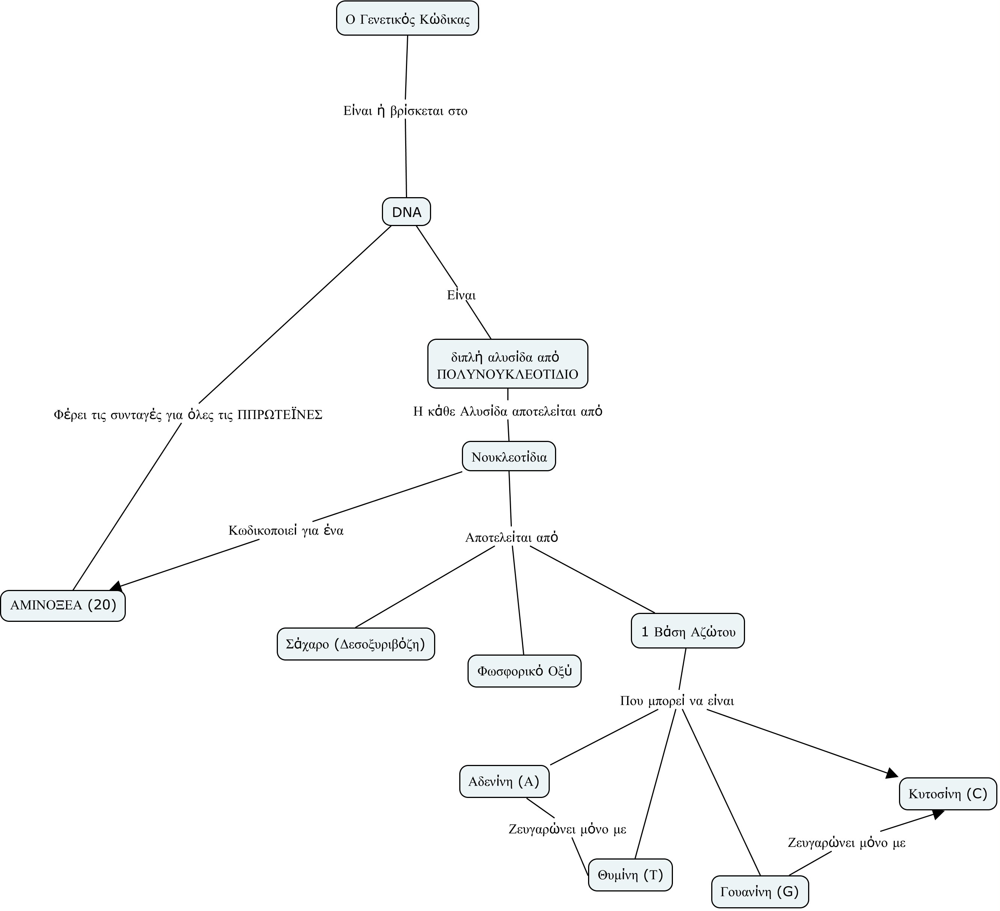 Ο Γενετικός Κώδικας
Είναι ή βρίσκεται στο
DNA
Είναι
διπλή αλυσίδα από
ΠΟΛΥΝΟΥΚΛΕΟΤΙΔΙΟ
Φέρει τις συνταγές για όλες τις ΠΠΡΩΤΕΪΝΕΣ
Η κάθε Αλυσίδα αποτελείται από
Νουκλεοτίδια
Κωδικοποιεί για ένα
Αποτελείται από
ΑΜΙΝΟΞΕΑ (20)
Σάχαρο (Δεσοξυριβόζη)
Φωσφορικό Οξύ
1 Βάση Αζώτου
Που μπορεί να είναι
Αδενίνη (Α)
Κυτοσίνη (C)
Ζευγαρώνει μόνο με
Ζευγαρώνει μόνο με
Θυμίνη (Τ)
Γουανίνη (G)